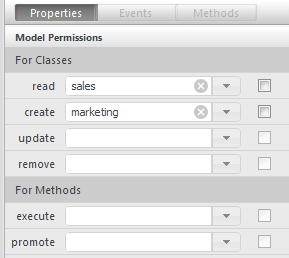 Properties Events Methods
Model Permissions
For Classes
read sales
create marketing
update
remove
For Methods
execute
promote